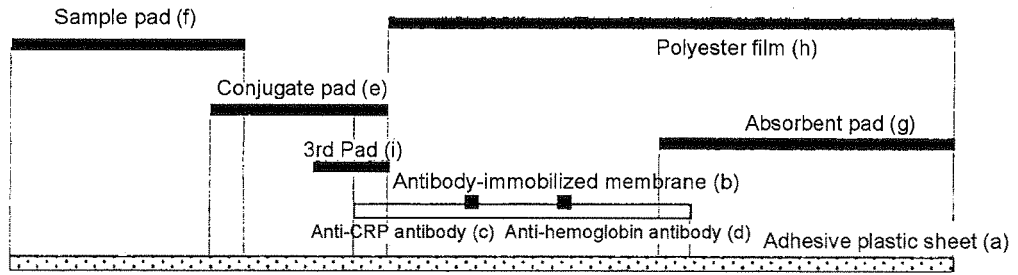 Sample pad (f)
Polyester film (h)
Conjugate pad (e)
Absorbent pad (g)
3rd Pad (i)
Antibody-immobilized membrane (b)
Anti-CRP antibody (c) Anti-hemoglobin antibody (d)
Adhesive plastic sheet (a)